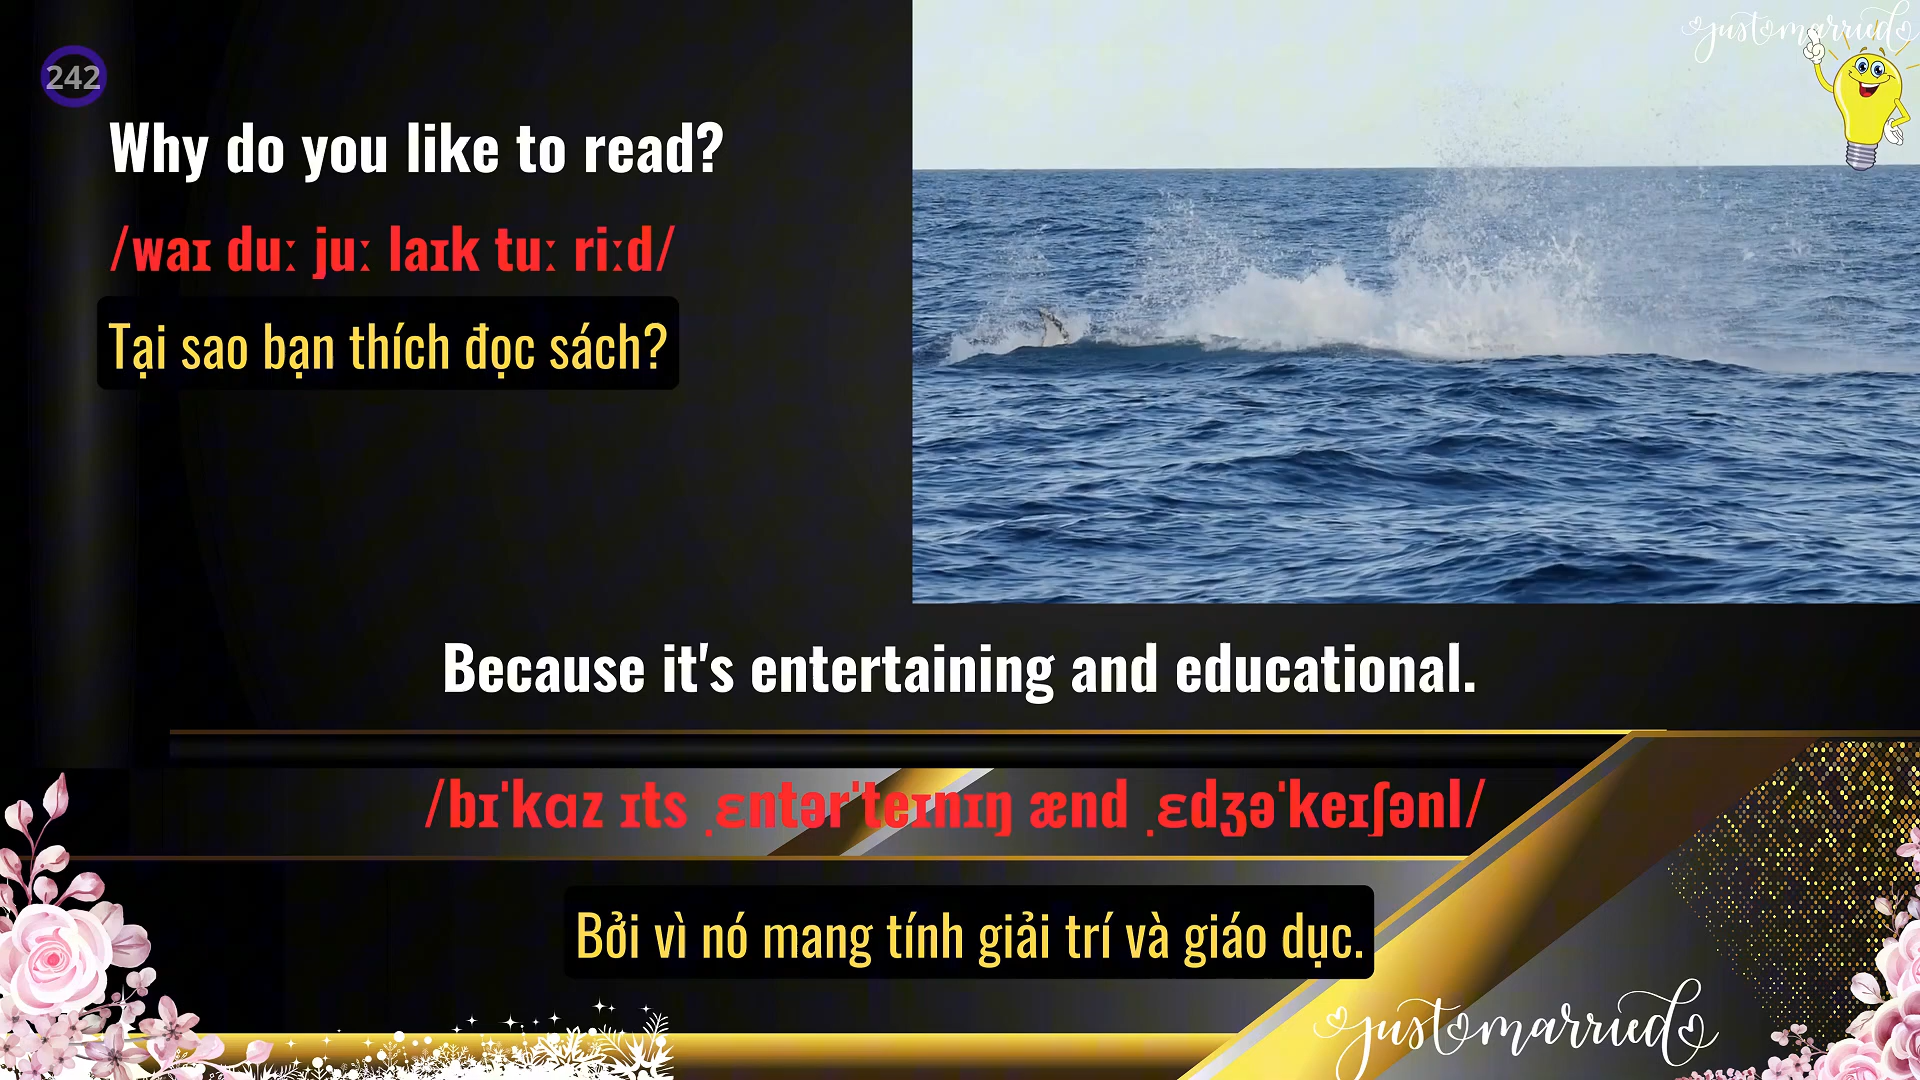 242
justmarried
Why do you like to read?
/waɪ duː juː laɪk tuː riːd/
Tại sao bạn thích đọc sách?
Because it's entertaining and educational.
/bɪˈkɑz ɪts ˌɛntərˈteɪnɪŋ ænd ˌɛdʒəˈkeɪʃənl/
Bởi vì nó mang tính giải trí và giáo dục.
justmarried